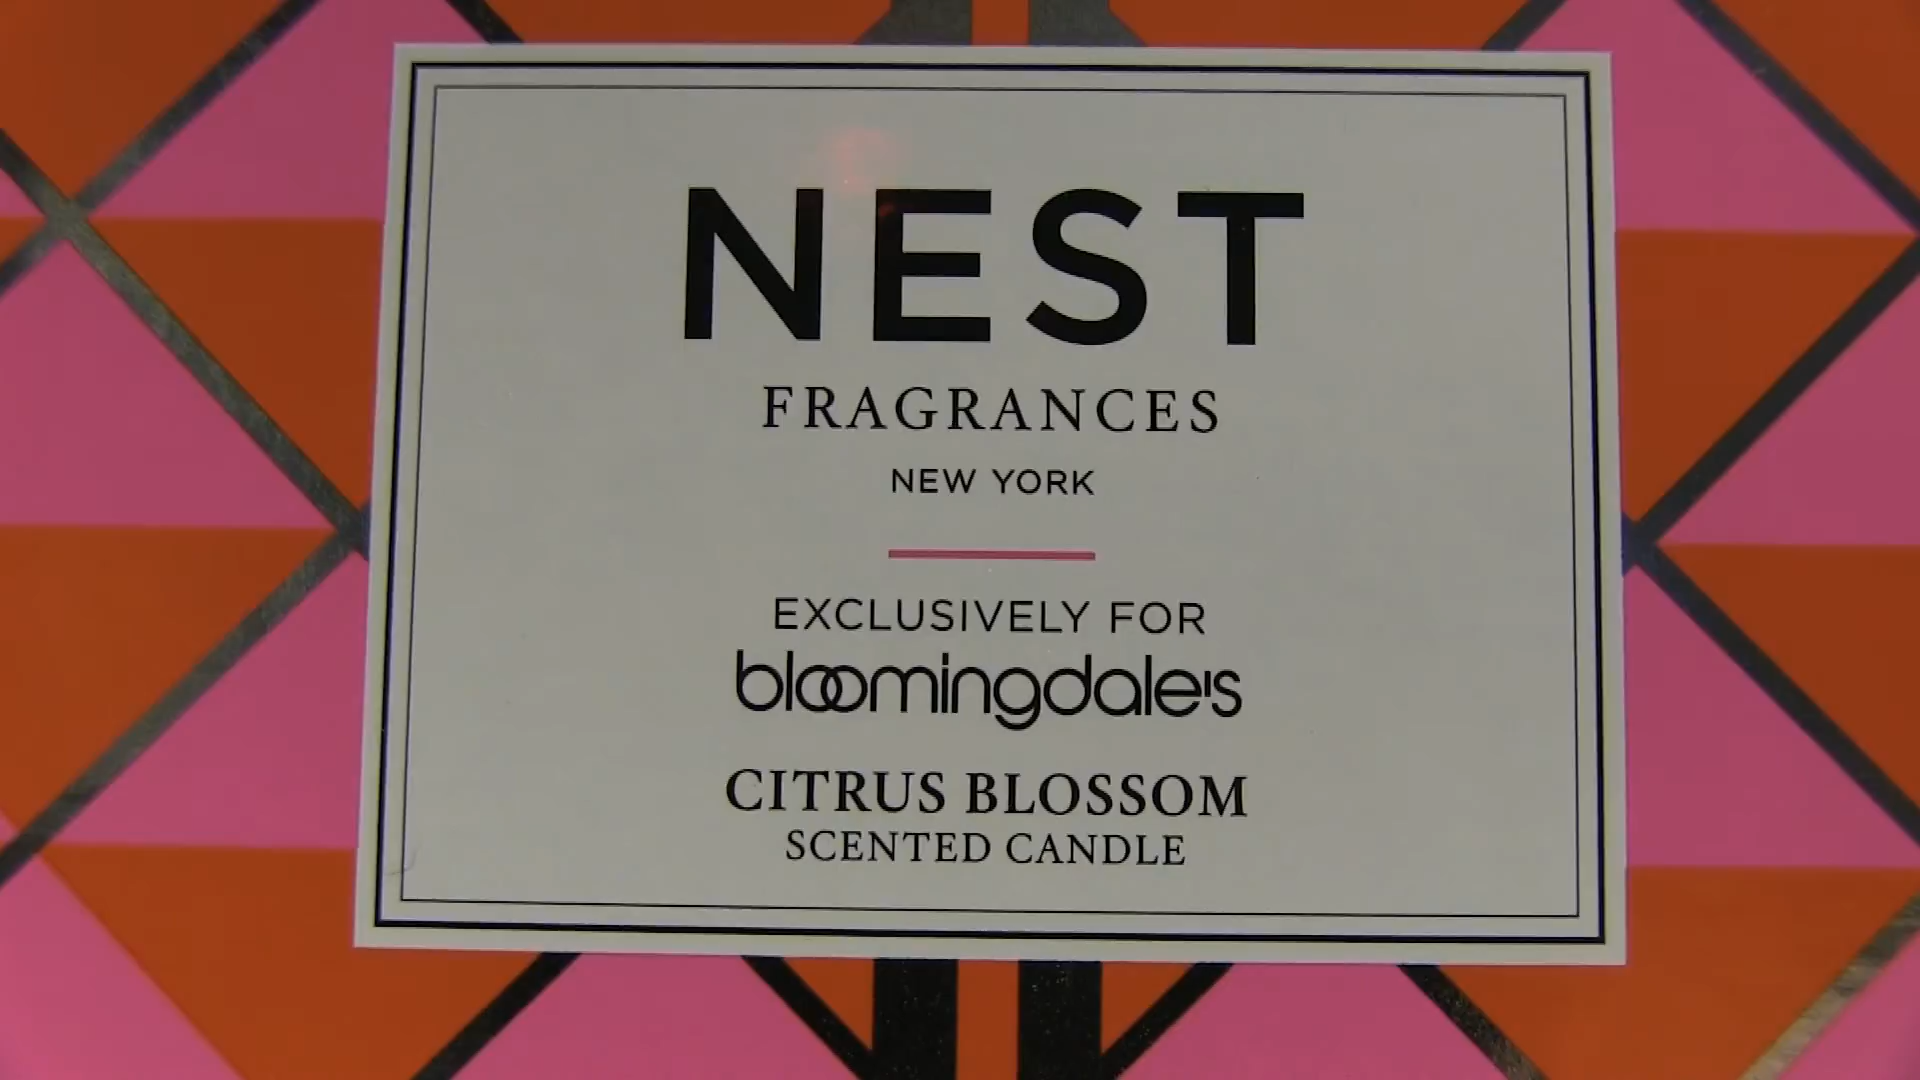 NEST
FRAGRANCES
NEW YORK
EXCLUSIVELY FOR
bloomingdale's
CITRUS BLOSSOM
SCENTED CANDLE